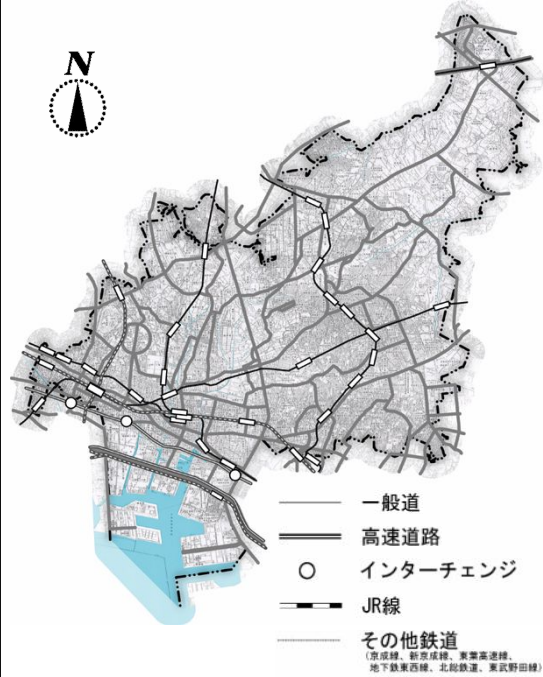 N
一般道
高速道路
インターチェンジ
JR線
その他鉄道
(京成線、新京成線、東葉高速線、
地下鉄東西線、北総鉄道、東武野田線)